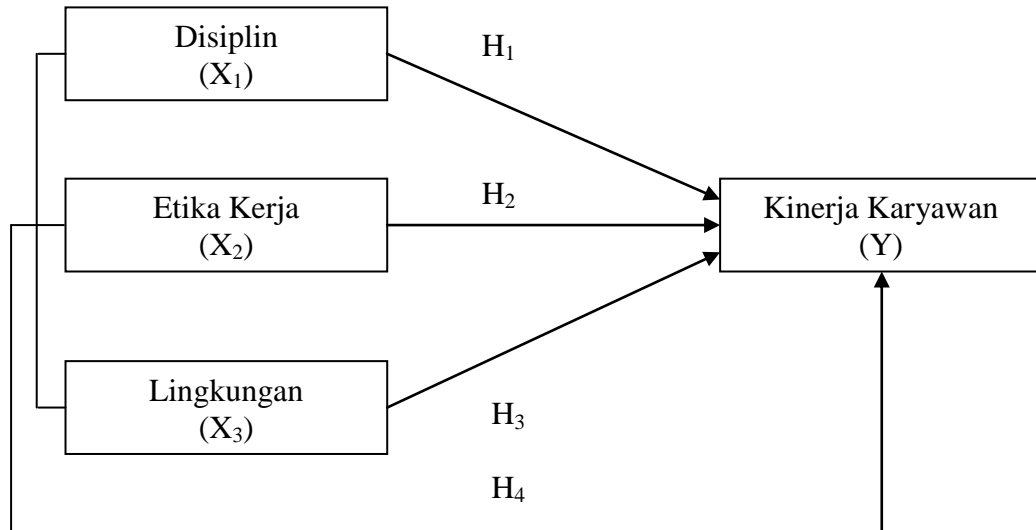 Disiplin
(X₁)
H₁
Etika Kerja
(X₂)
H₂
Kinerja Karyawan
(Y)
Lingkungan
(X₃)
H₃
H₄